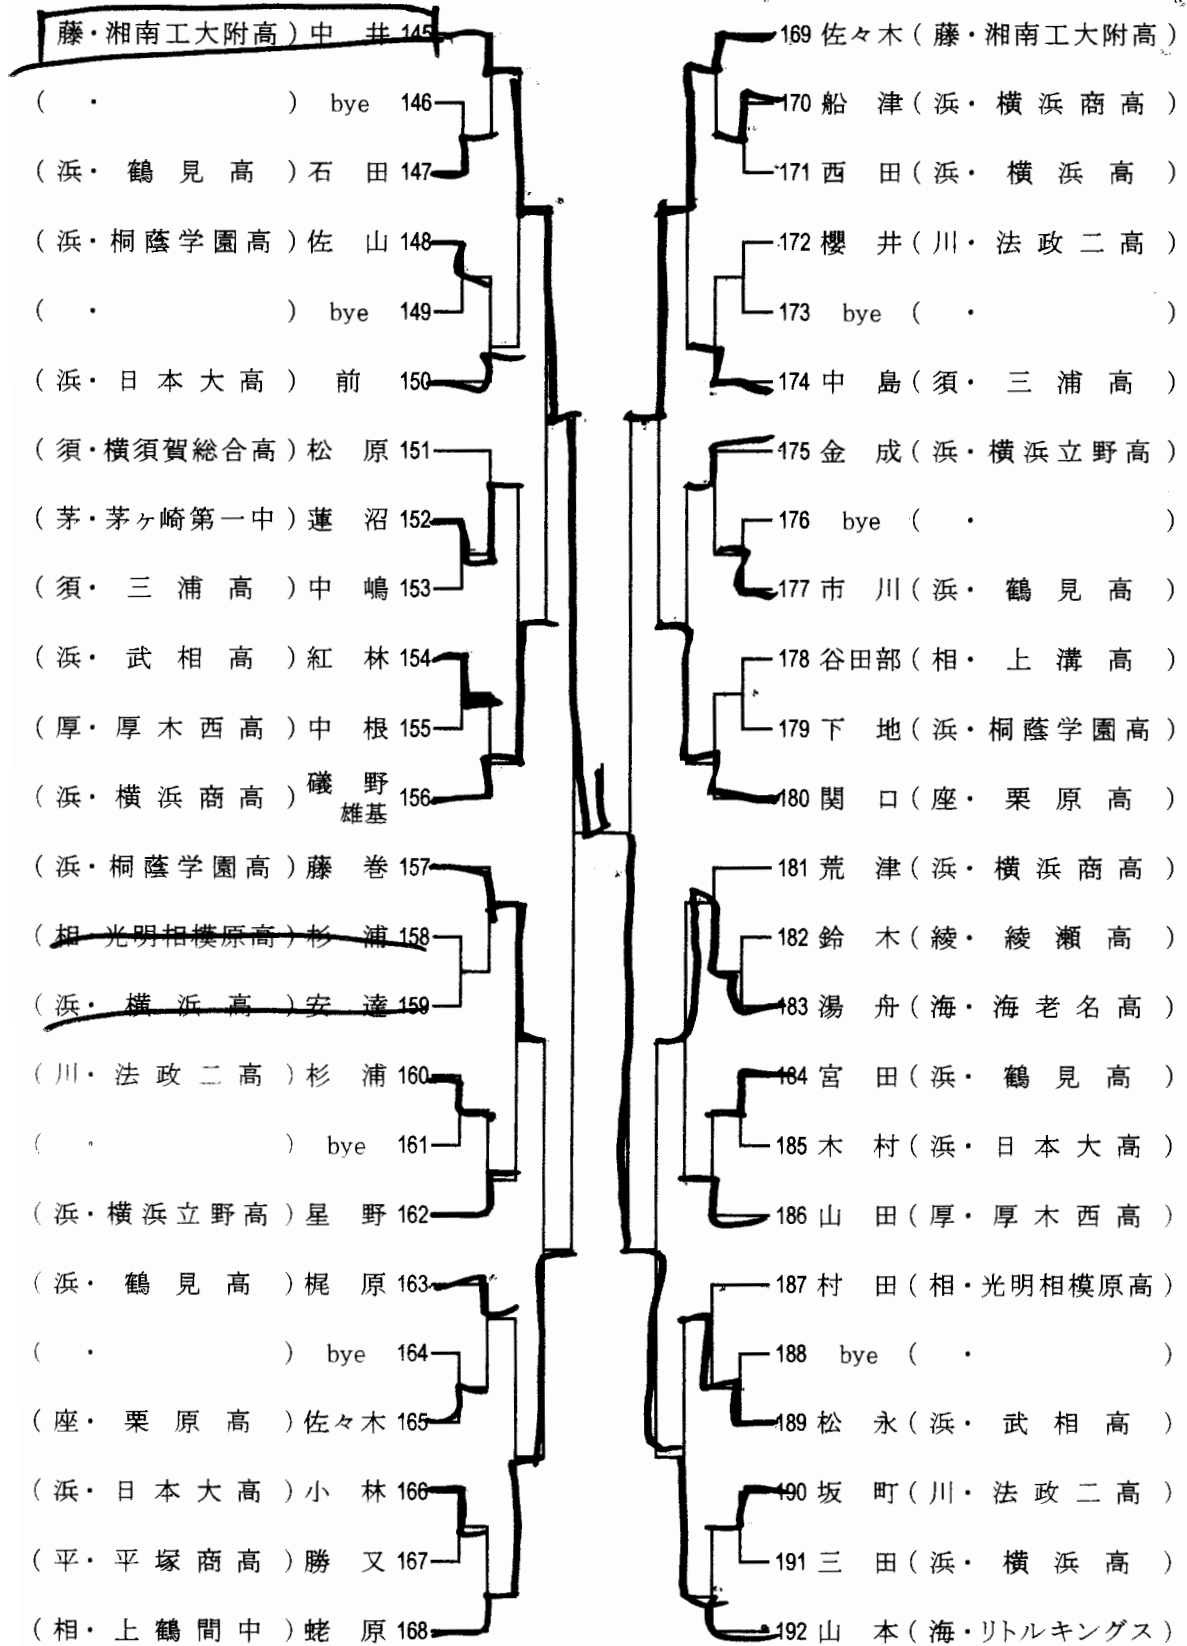 (藤・湘南工大附高) 中 井 145
( ・ ) bye 146
(浜・ 鶴 見 高 ) 石 田 147
(浜・桐蔭学園高) 佐 山 148
( ・ ) bye 149
(浜・日 本 大 高) 前 150
(須・横須賀総合高) 松 原 151
(茅・茅ヶ崎第一中) 蓮 沼 152
(須・ 三 浦 高 ) 中 嶋 153
(浜・ 武 相 高 ) 紅 林 154
(厚・厚 木 西 高) 中 根 155
(浜・横 浜 商 高) 礒 野 雄基 156
(浜・桐蔭学園高) 藤 巻 157
(相・光明相模原高) 杉 浦 158
(浜・ 横 浜 高 ) 安 達 159
(川・法 政 二 高) 杉 浦 160
( ・ ) bye 161
(浜・横浜立野高) 星 野 162
(浜・ 鶴 見 高 ) 梶 原 163
( ・ ) bye 164
(座・ 栗 原 高 ) 佐々木 165
(浜・日 本 大 高) 小 林 166
(平・平 塚 商 高) 勝 又 167
(相・上 鶴 間 中) 蛯 原 168
169 佐々木 (藤・湘南工大附高)
170 船 津 (浜・横 浜 商 高)
171 西 田 (浜・ 横 浜 高 )
172 櫻 井 (川・法 政 二 高)
173 bye ( ・ )
174 中 島 (須・ 三 浦 高 )
175 金 成 (浜・横浜立野高)
176 bye ( ・ )
177 市 川 (浜・ 鶴 見 高 )
178 谷田部 (相・ 上 溝 高 )
179 下 地 (浜・桐蔭学園高)
180 関 口 (座・ 栗 原 高 )
181 荒 津 (浜・横 浜 商 高)
182 鈴 木 (綾・ 綾 瀬 高 )
183 湯 舟 (海・海 老 名 高)
184 宮 田 (浜・ 鶴 見 高 )
185 木 村 (浜・日 本 大 高)
186 山 田 (厚・厚 木 西 高)
187 村 田 (相・光明相模原高)
188 bye ( ・ )
189 松 永 (浜・ 武 相 高 )
190 坂 町 (川・法 政 二 高)
191 三 田 (浜・ 横 浜 高 )
192 山 本 (海・リトルキングス)